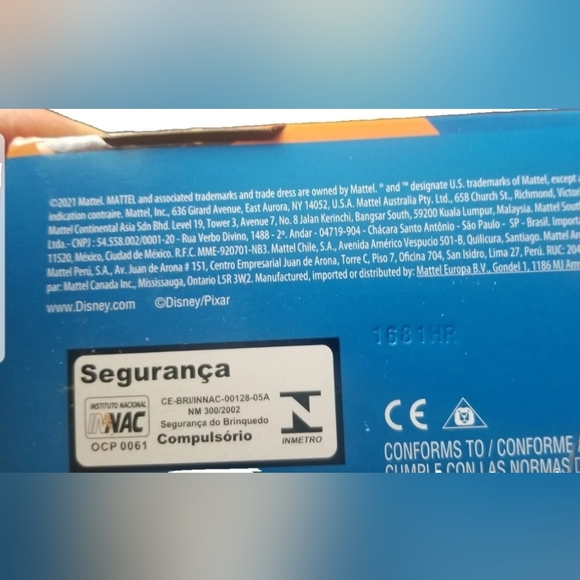 ©2021 Mattel. MATTEL and associated trademarks and trade dress are owned by Mattel. ® and ™ designate U.S. trademarks of Mattel, except
indication contraire. Mattel, Inc., 636 Girard Avenue, East Aurora, NY 14052, U.S.A. Mattel Australia Pty. Ltd., 658 Church St., Richmond, Victor
Mattel Continental Asia Sdn Bhd. Level 19, Tower 3, Avenue 7, No. 8 Jalan Kerinchi, Bangsar South, 59200 Kuala Lumpur, Malaysia. Mattel Sout
Ltda. - CNPJ : 54.558.002/0001-20 - Rua Verbo Divino, 1488 - 2º. Andar - 04719-904 - Chácara Santo Antônio - São Paulo - SP - Brasil. Import
11520, México, Ciudad de México. R.F.C. MME-920701-NB3. Mattel Chile, S.A., Avenida Américo Vespucio 501-B, Quilicura, Santiago. Mattel Ar
Mattel Perú, S.A., Av. Juan de Arona # 151, Centro Empresarial Juan de Arona, Torre C, Piso 7, Oficina 704, San Isidro, Lima 27, Perú. RUC: 204
par: Mattel Canada Inc., Mississauga, Ontario L5R 3W2. Manufactured, imported or distributed by: Mattel Europa B.V., Gondel 1, 1186 MJ Am
www.Disney.com ©Disney/Pixar
1681HR
Segurança
CE-BRI/INNAC-00128-05A
NM 300/2002
Segurança do Brinquedo
Compulsório
INSTITUTO NACIONAL
INNAC
OCP 0061
INMETRO
CE
CONFORMS TO / CONFORME
CUMPLE CON LAS NORMAS D